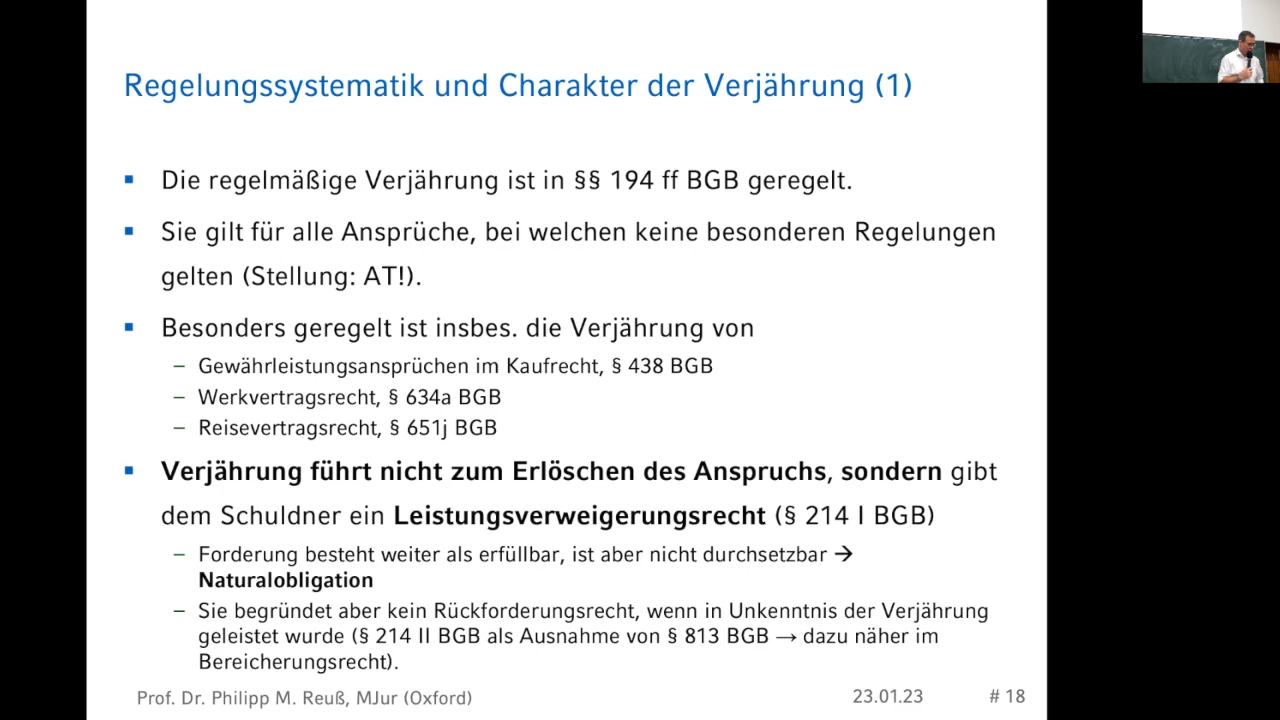 Regelungssystematik und Charakter der Verjährung (1)
▪ Die regelmäßige Verjährung ist in §§ 194 ff BGB geregelt.
▪ Sie gilt für alle Ansprüche, bei welchen keine besonderen Regelungen
gelten (Stellung: AT!).
▪ Besonders geregelt ist insbes. die Verjährung von
– Gewährleistungsansprüchen im Kaufrecht, § 438 BGB
– Werkvertragsrecht, § 634a BGB
– Reisevertragsrecht, § 651j BGB
▪ Verjährung führt nicht zum Erlöschen des Anspruchs, sondern gibt
dem Schuldner ein Leistungsverweigerungsrecht (§ 214 I BGB)
– Forderung besteht weiter als erfüllbar, ist aber nicht durchsetzbar →
Naturalobligation
– Sie begründet aber kein Rückforderungsrecht, wenn in Unkenntnis der Verjährung
geleistet wurde (§ 214 II BGB als Ausnahme von § 813 BGB → dazu näher im
Bereicherungsrecht).
Prof. Dr. Philipp M. Reuß, MJur (Oxford) 23.01.23 # 18